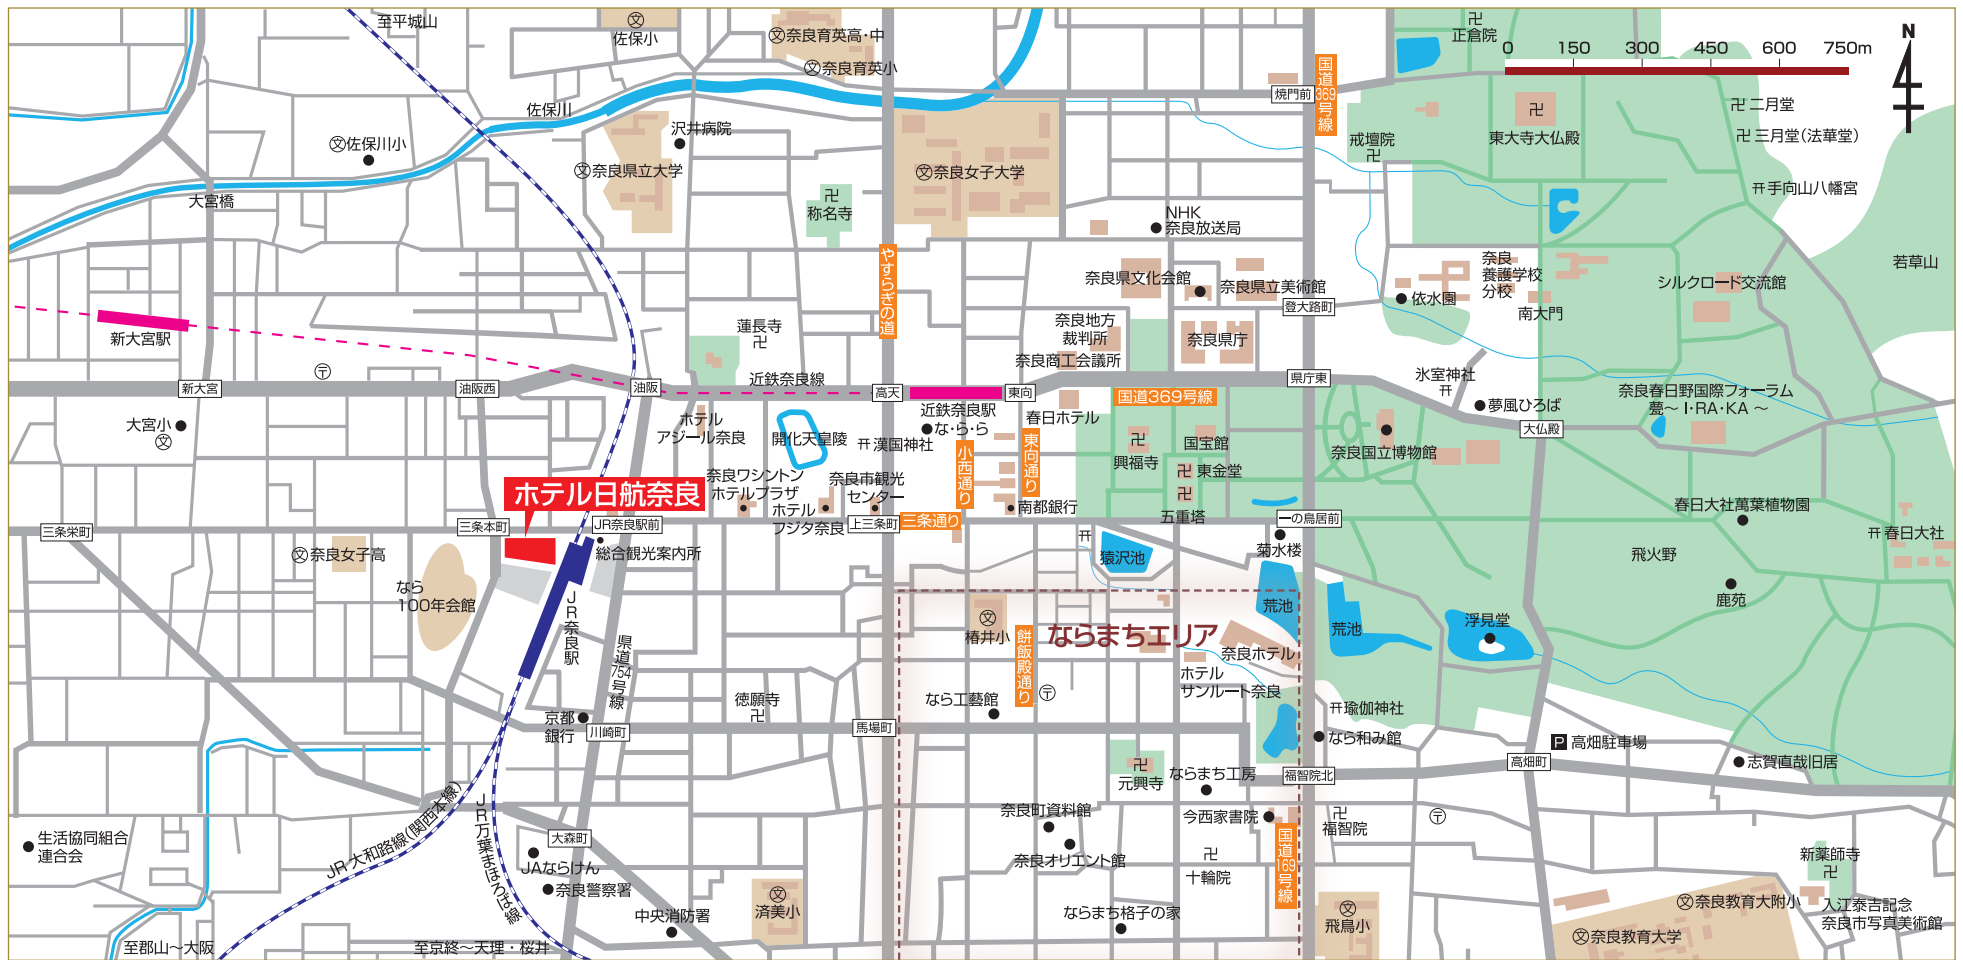 至平城山
文
佐保小
文奈良育英高・中
文奈良育英小
佐保川
国道369号線
焼門前
卍
正倉院
0 150 300 450 600 750m
N
文佐保川小
沢井病院
文奈良県立大学
文奈良女子大学
戒壇院
卍
卍
東大寺大仏殿
卍二月堂
卍三月堂(法華堂)
手向山八幡宮
大宮橋
卍
称名寺
NHK
奈良放送局
やすらぎの道
奈良県文化会館
奈良県立美術館
登大路町
依水園
奈良
養護学校
分校
南大門
シルクロード交流館
若草山
新大宮駅
蓮長寺
卍
奈良地方
裁判所
奈良商工会議所
奈良県庁
新大宮
〒
油阪西
油阪
近鉄奈良線
高天
東向
県庁東
国道369号線
氷室神社
夢風ひろば
奈良春日野国際フォーラム
甍～I・RA・KA～
大仏殿
大宮小
文
ホテル
アジール奈良
開化天皇陵
近鉄奈良駅
な・ら・ら
漢国神社
春日ホテル
小西通り
東向通り
卍
興福寺
国宝館
卍東金堂
卍
五重塔
奈良国立博物館
奈良ワシントン
ホテルプラザ
奈良市観光
センター
ホテル
フジタ奈良
南都銀行
ホテル日航奈良
三条栄町
三条本町
JR奈良駅前
上三条町
三条通り
一の鳥居前
春日大社萬葉植物園
春日大社
文奈良女子高
総合観光案内所
猿沢池
菊水楼
飛火野
なら
100年会館
JR奈良駅
文
椿井小
餅飯殿通り
ならまちエリア
荒池
荒池
浮見堂
鹿苑
県道754号線
奈良ホテル
ホテル
サンルート奈良
徳願寺
卍
なら工藝館
〒
瑜伽神社
京都
銀行
川崎町
馬場町
なら和み館
P高畑駐車場
高畑町
志賀直哉旧居
卍
元興寺
ならまち工房
福智院北
JR大和路線(関西本線)
JR万葉まほろば線
奈良町資料館
今西家書院
国道169号線
卍
福智院
〒
生活協同組合
連合会
大森町
JAならけん
奈良警察署
奈良オリエント館
卍
十輪院
新薬師寺
卍
文
済美小
中央消防署
ならまち格子の家
文
飛鳥小
文奈良教育大附小
入江泰吉記念
奈良市写真美術館
文奈良教育大学
至郡山～大阪
至京終～天理・桜井